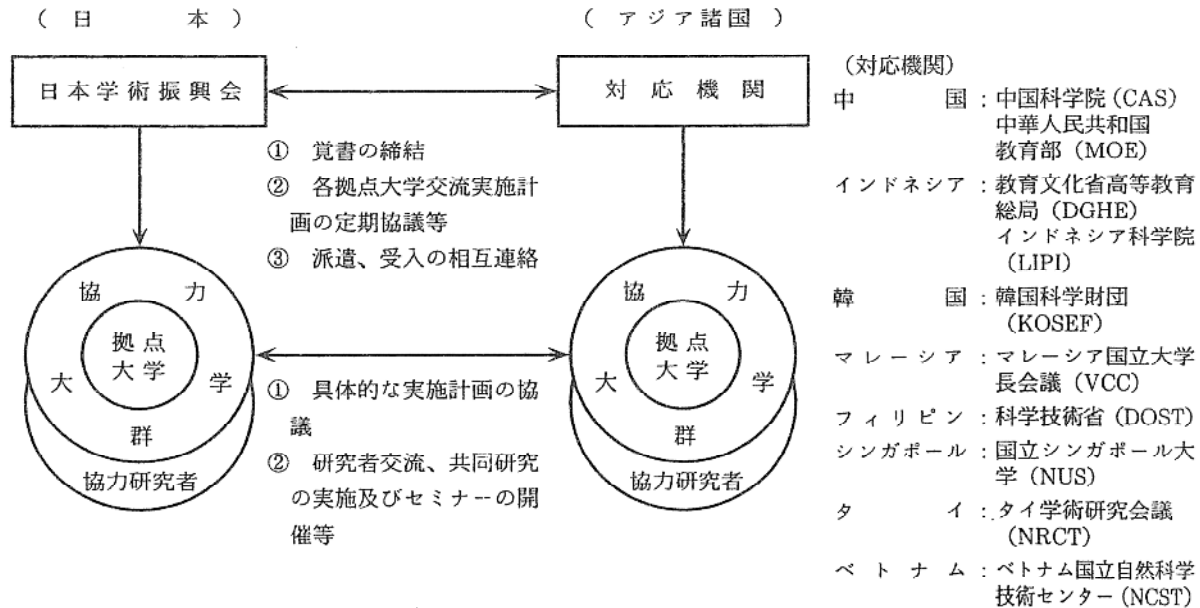 ( 日 本 )
( アジア諸国 )
日本学術振興会
対応機関
① 覚書の締結
② 各拠点大学交流実施計
画の定期協議等
③ 派遣、受入の相互連絡
協力
拠点
大学
大学
群
協力研究者
① 具体的な実施計画の協
議
② 研究者交流、共同研究
の実施及びセミナーの開
催等
協力
拠点
大学
大学
群
協力研究者
(対応機関)
中国:中国科学院(CAS)
中華人民共和国
教育部(MOE)
インドネシア:教育文化省高等教育
総局(DGHE)
インドネシア科学院
(LIPI)
韓国:韓国科学財団
(KOSEF)
マレーシア:マレーシア国立大学
長会議(VCC)
フィリピン:科学技術省(DOST)
シンガポール:国立シンガポール大
学(NUS)
タイ:タイ学術研究会議
(NRCT)
ベトナム:ベトナム国立自然科学
技術センター(NCST)